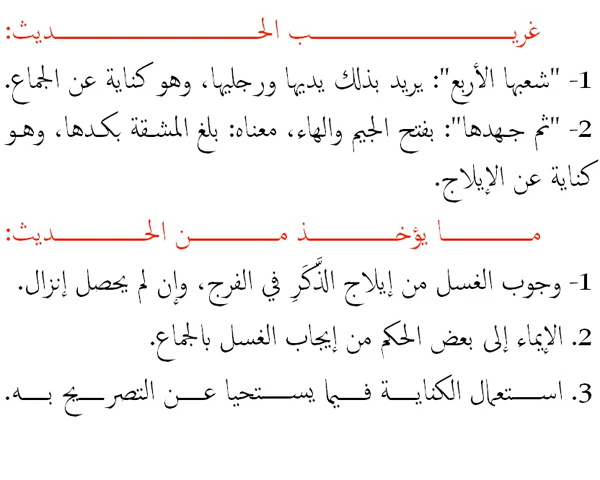 غريب الحديث:
1- "شعبها الأربع": يريد بذلك يديها ورجليها، وهو كناية عن الجماع.
2- "ثم جهدها": بفتح الجيم والهاء، معناه: بلغ المشقة بكدها، وهو
كناية عن الإيلاج.
ما يؤخذ من الحديث:
1- وجوب الغسل من إيلاج الذَّكَرِ في الفرج، وإن لم يحصل إنزال.
2. الإيماء إلى بعض الحكم من إيجاب الغسل بالجماع.
3. استعمال الكناية فيما يستحيا عن التصريح به.